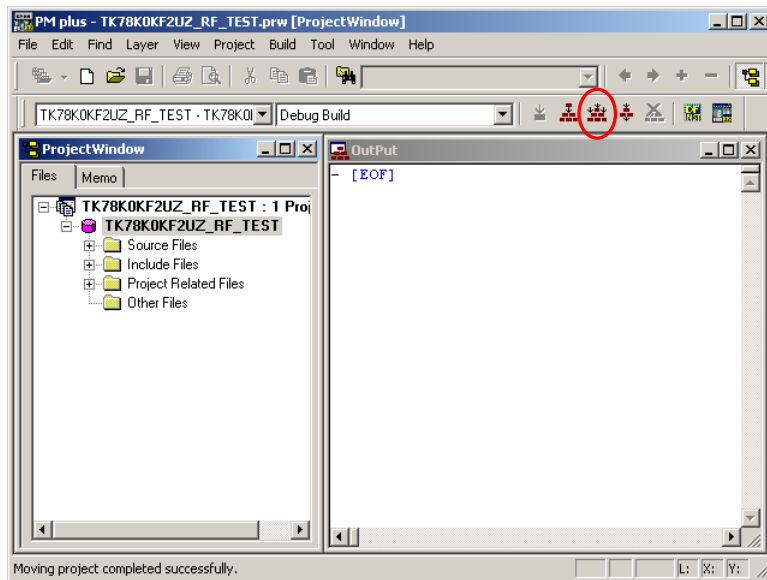 PM plus - TK78K0KF2UZ_RF_TEST.prw [ProjectWindow]
File Edit Find Layer View Project Build Tool Window Help
TK78K0KF2UZ_RF_TEST - TK78K0I Debug Build
ProjectWindow
Files Memo
TK78K0KF2UZ_RF_TEST : 1 Proj
TK78K0KF2UZ_RF_TEST
Source Files
Include Files
Project Related Files
Other Files
OutPut
[EOF]
Moving project completed successfully.
L: X: Y: